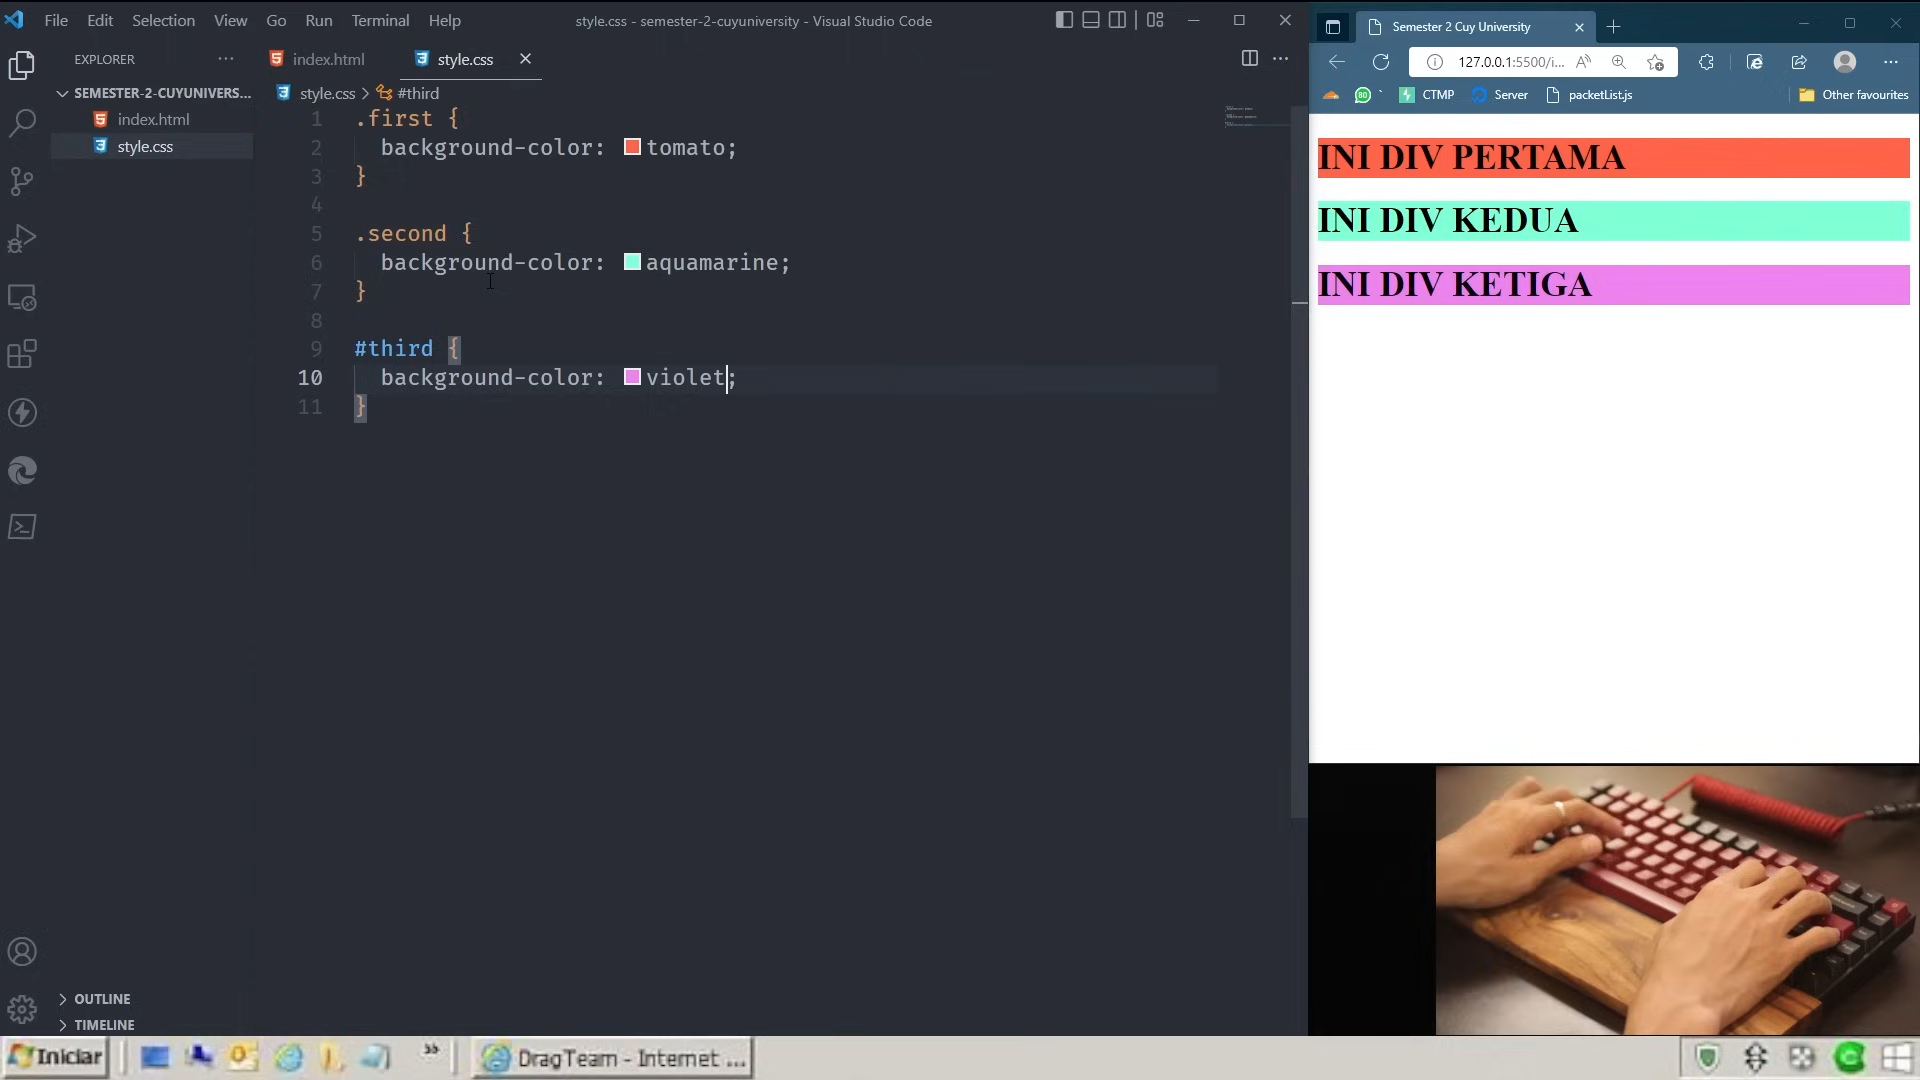 File Edit Selection View Go Run Terminal Help
style.css - semester-2-cuyuniversity - Visual Studio Code
EXPLORER
SEMESTER-2-CUYUNIVERS...
index.html
style.css
index.html
style.css
style.css > #third
1 .first {
2 background-color: tomato;
3 }
4
5 .second {
6 background-color: aquamarine;
7 }
8
9 #third {
10 background-color: violet;
11 }
OUTLINE
TIMELINE
Semester 2 Cuy University
127.0.0.1:5500/i...
CTMP
Server
packetList.js
Other favourites
INI DIV PERTAMA
INI DIV KEDUA
INI DIV KETIGA
Iniciar
DragTeam - Internet ...